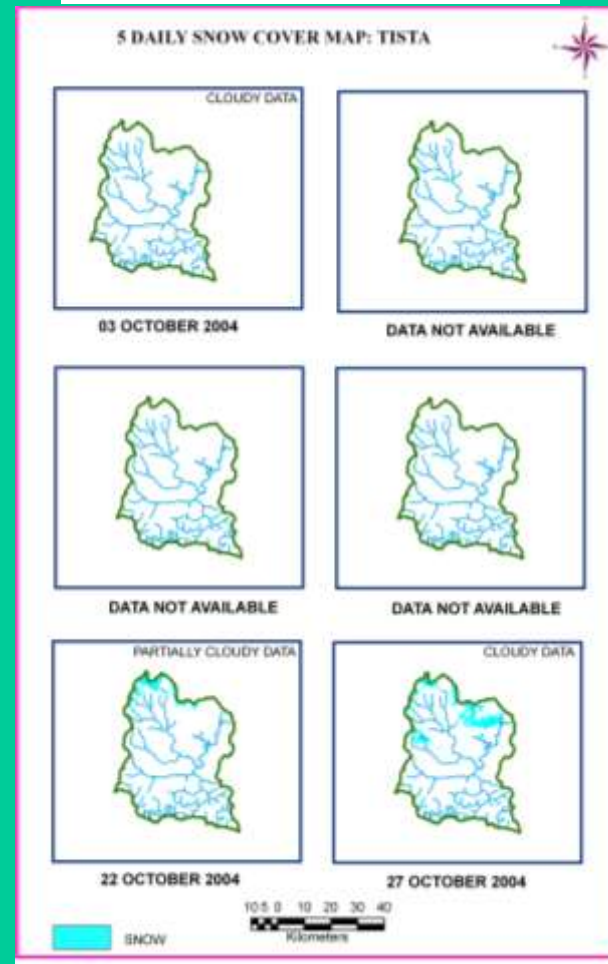 5 DAILY SNOW COVER MAP: TISTA
CLOUDY DATA
03 OCTOBER 2004
DATA NOT AVAILABLE
DATA NOT AVAILABLE
DATA NOT AVAILABLE
PARTIALLY CLOUDY DATA
CLOUDY DATA
22 OCTOBER 2004
27 OCTOBER 2004
10 5 0 10 20 30 40
Kilometers
SNOW